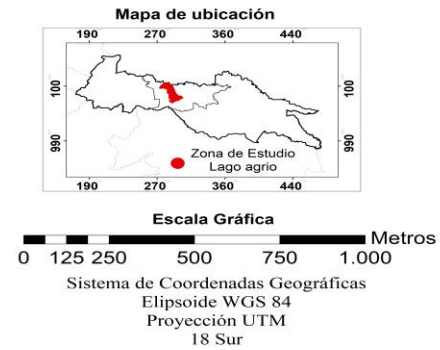 Mapa de ubicación
190 270 360 440
100 100
990 990
Zona de Estudio
Lago agrio
190 270 360 440
Escala Gráfica
Metros
0 125 250 500 750 1.000
Sistema de Coordenadas Geográficas
Elipsoide WGS 84
Proyección UTM
18 Sur